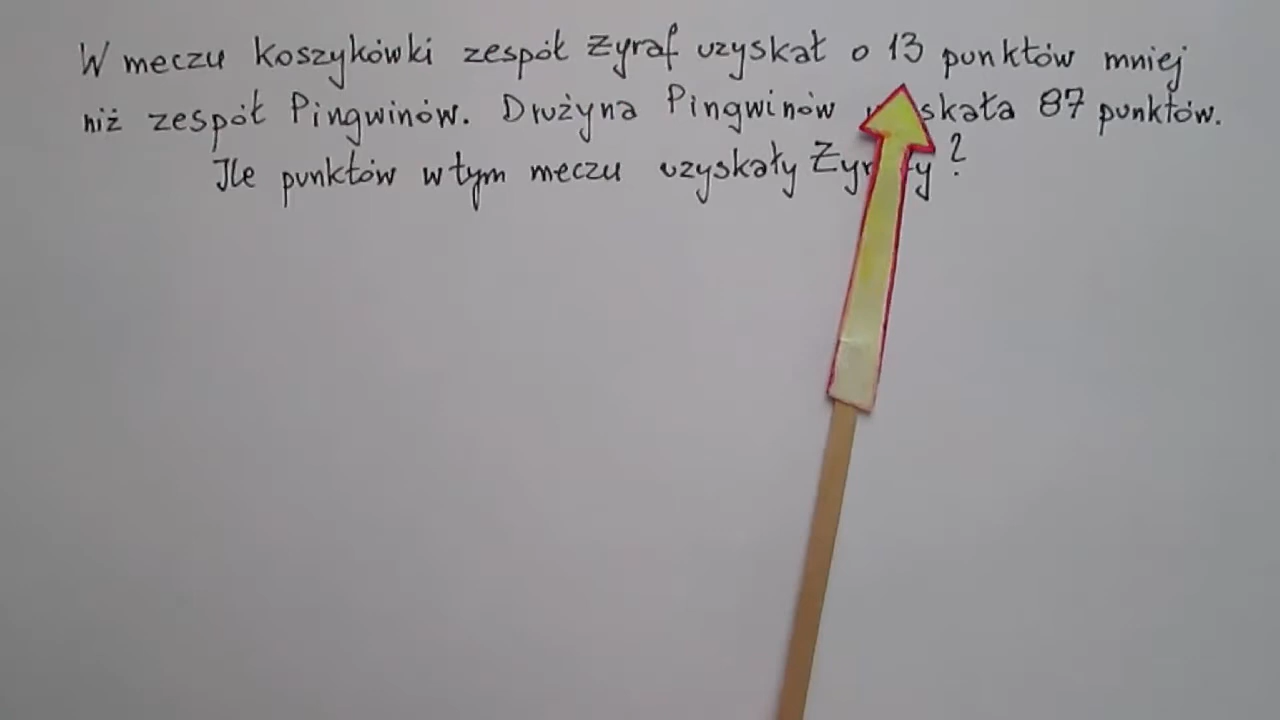 W meczu koszykówki zespół Żyraf uzyskał o 13 punktów mniej
niż zespół Pingwinów. Drużyna Pingwinów 87 punktów.
Ile punktów w tym meczu uzyskały ?